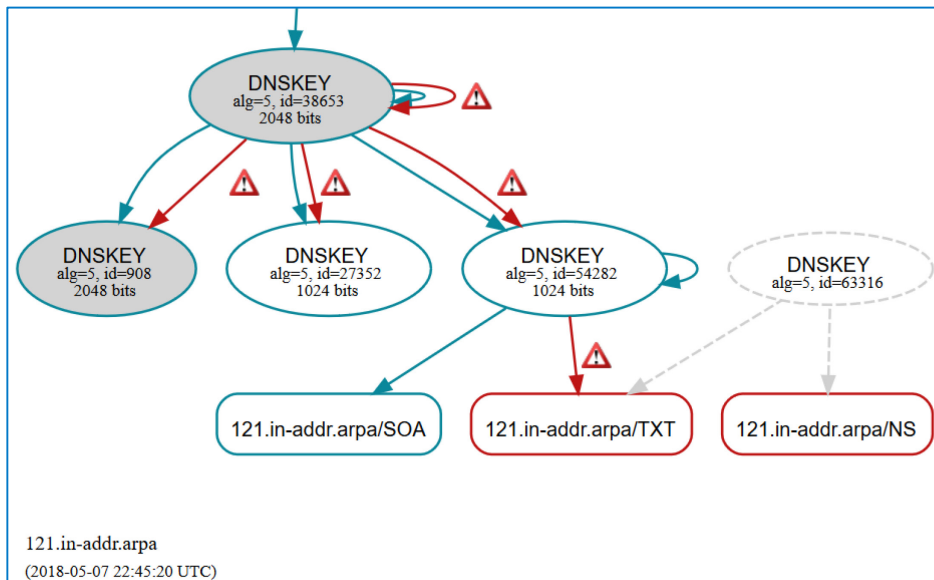 DNSKEY
alg=5, id=38653
2048 bits
DNSKEY
alg=5, id=908
2048 bits
DNSKEY
alg=5, id=27352
1024 bits
DNSKEY
alg=5, id=54282
1024 bits
DNSKEY
alg=5, id=63316
121.in-addr.arpa/SOA
121.in-addr.arpa/TXT
121.in-addr.arpa/NS
121.in-addr.arpa
(2018-05-07 22:45:20 UTC)